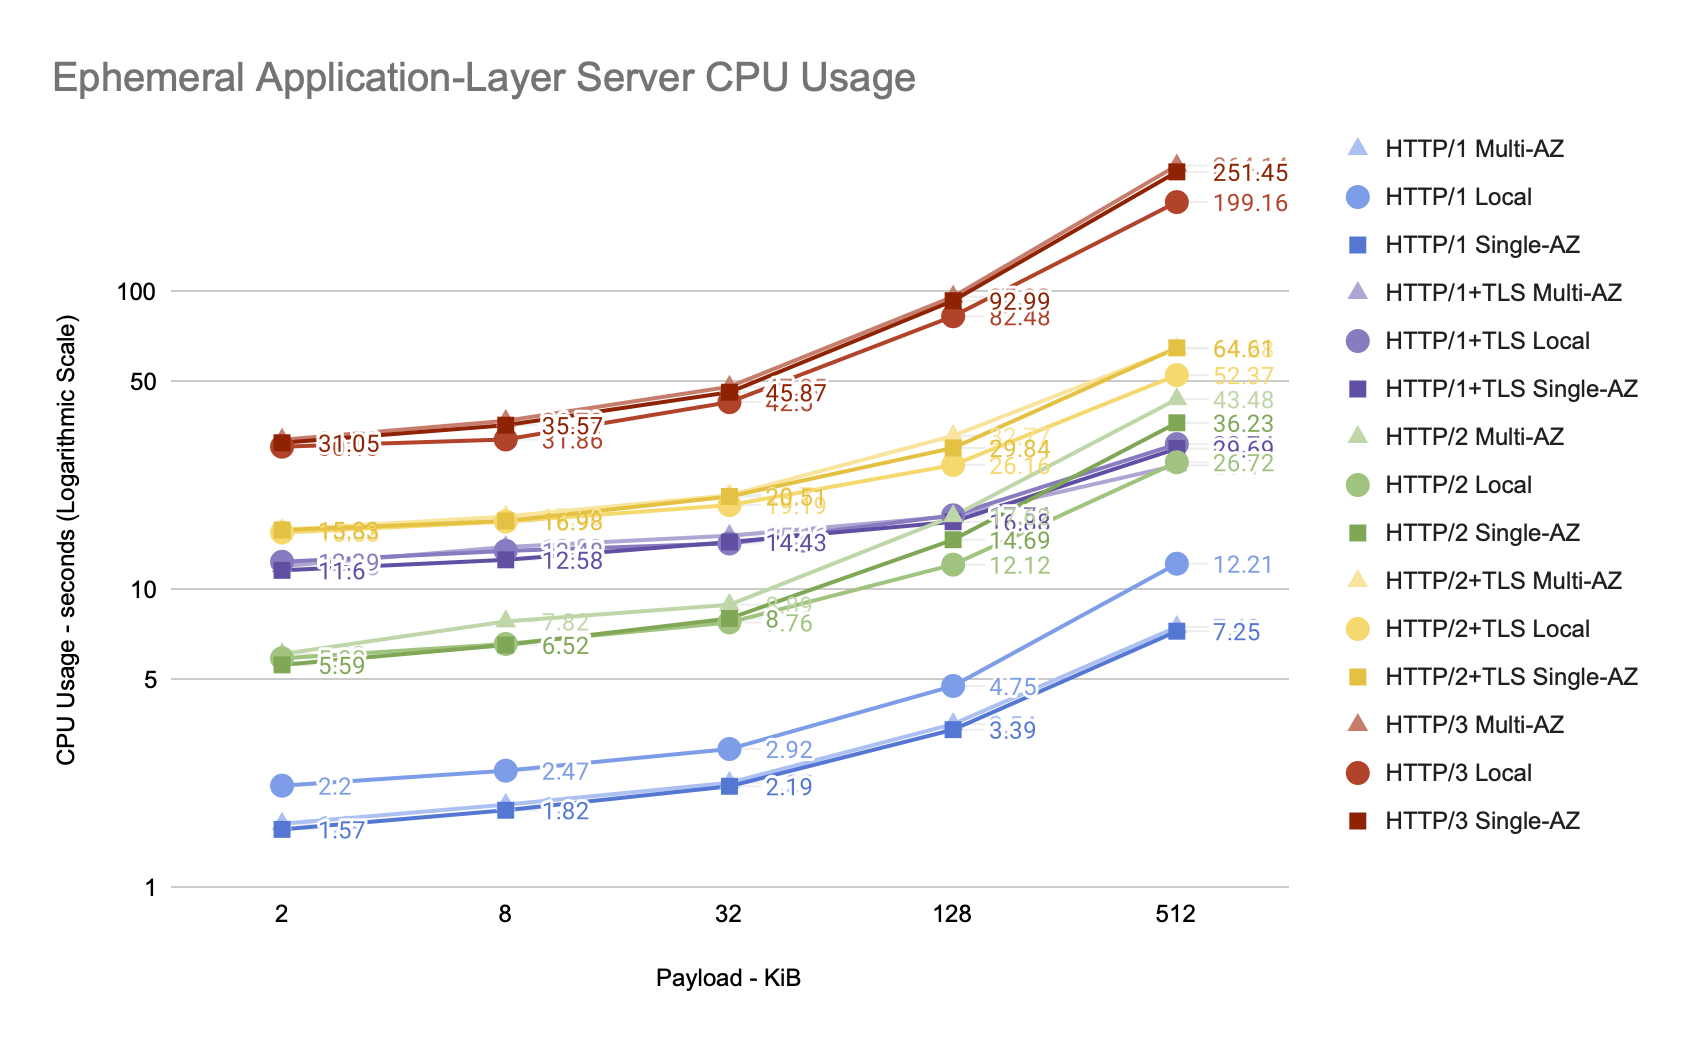 Ephemeral Application-Layer Server CPU Usage
CPU Usage - seconds (Logarithmic Scale)
100
50
10
5
1
2
8
32
128
512
Payload - KiB
31.05
35.57
31.86
45.87
92.99
82.48
251.45
199.16
15.83
16.98
20.51
19.19
29.84
26.16
64.61
52.37
43.48
36.23
29.69
26.72
11.6
12.58
14.43
16.88
14.69
12.12
5.59
7.82
6.52
8.89
8
7.76
2.2
2.47
2.92
4.75
12.21
1.57
1.82
2.19
3.39
7.25
HTTP/1 Multi-AZ
HTTP/1 Local
HTTP/1 Single-AZ
HTTP/1+TLS Multi-AZ
HTTP/1+TLS Local
HTTP/1+TLS Single-AZ
HTTP/2 Multi-AZ
HTTP/2 Local
HTTP/2 Single-AZ
HTTP/2+TLS Multi-AZ
HTTP/2+TLS Local
HTTP/2+TLS Single-AZ
HTTP/3 Multi-AZ
HTTP/3 Local
HTTP/3 Single-AZ